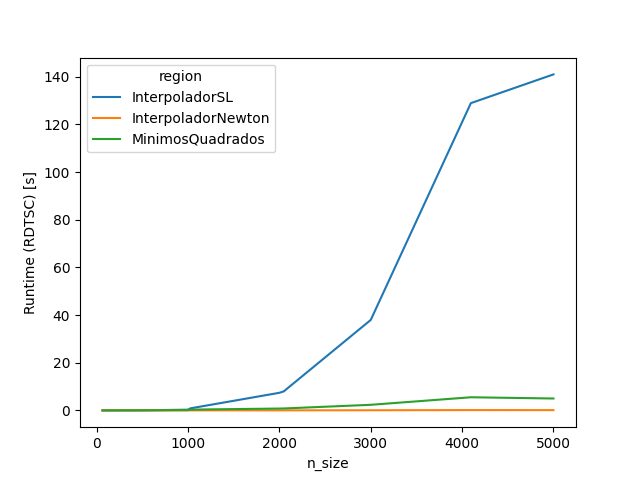 region
InterpoladorSL
InterpoladorNewton
MinimosQuadrados
Runtime (RDTSC) [s]
140
120
100
80
60
40
20
0
0 1000 2000 3000 4000 5000
n_size